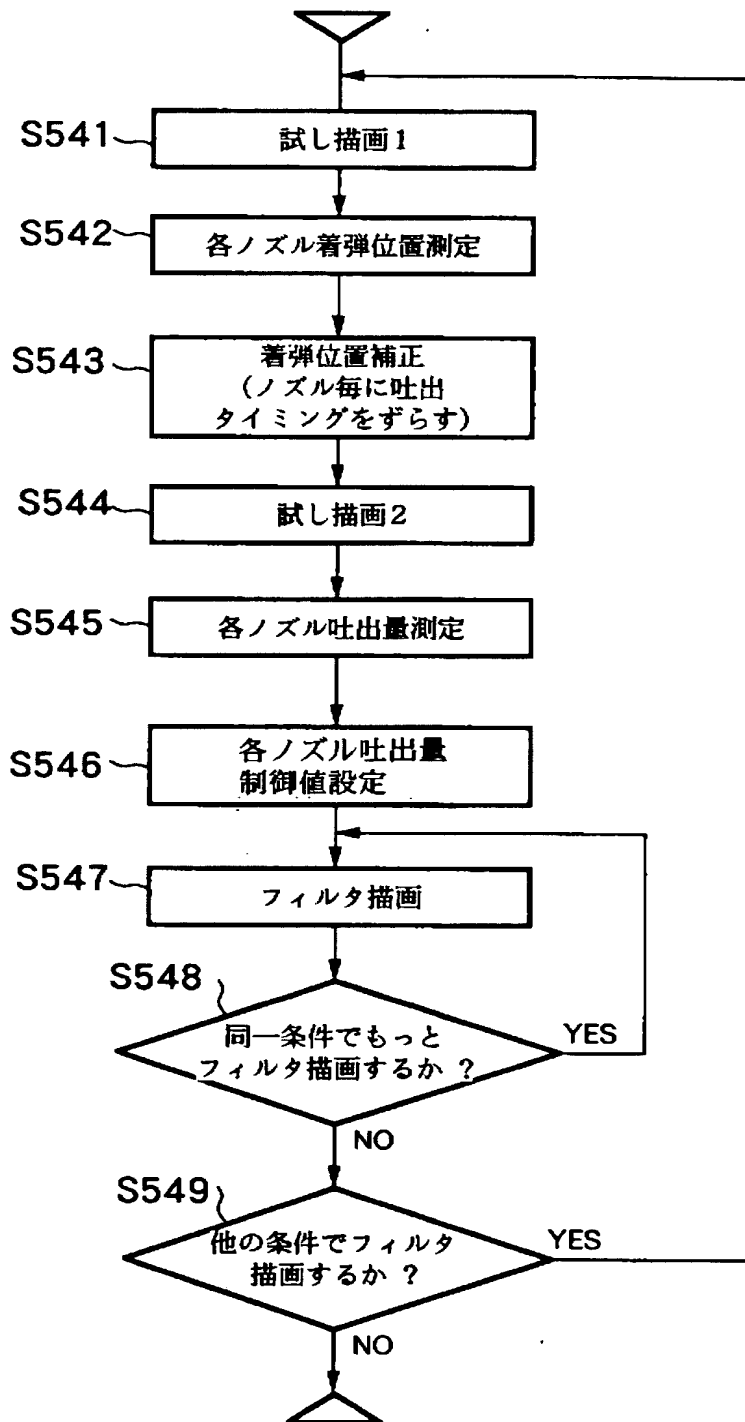 S541
試し描画1
S542
各ノズル着弾位置測定
S543
着弾位置補正
(ノズル毎に吐出
タイミングをずらす)
S544
試し描画2
S545
各ノズル吐出量測定
S546
各ノズル吐出量
制御値設定
S547
フィルタ描画
S548
同一条件でもっと
フィルタ描画するか ?
YES
NO
S549
他の条件でフィルタ
描画するか ?
YES
NO